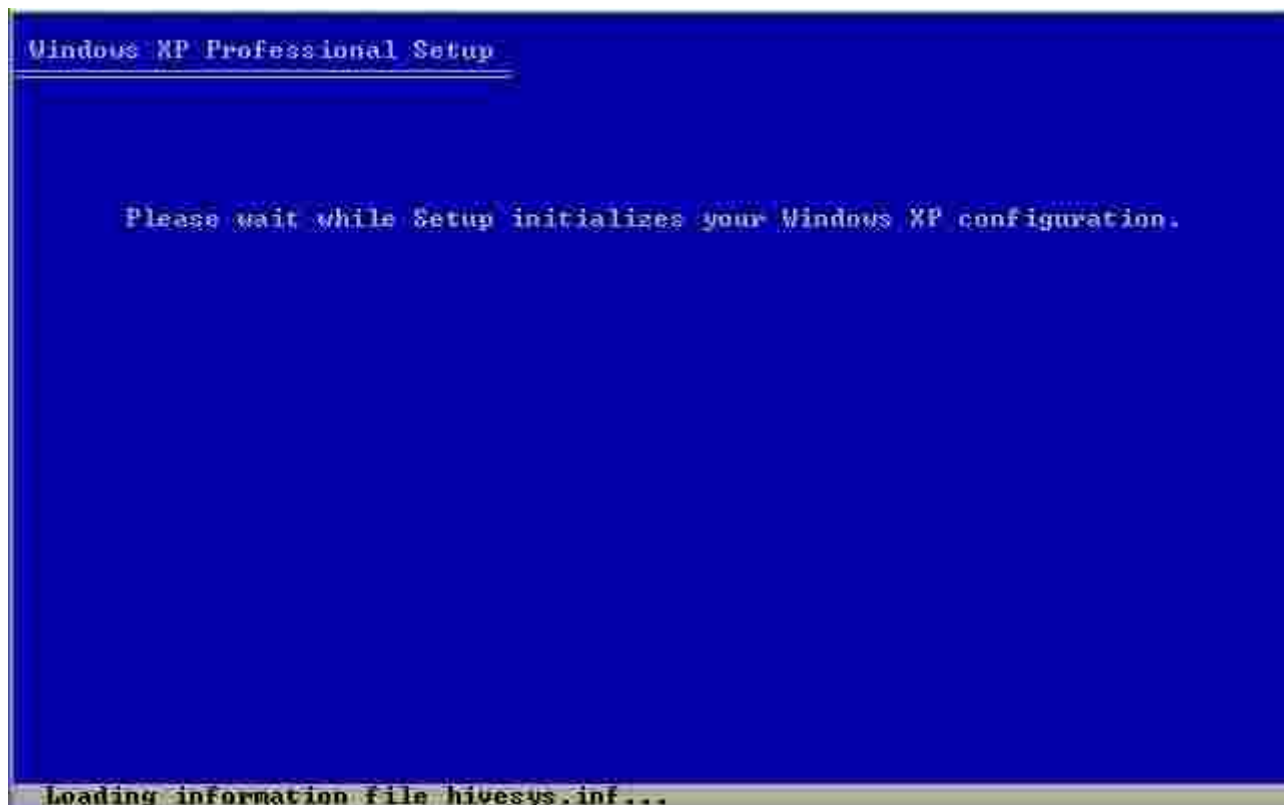 Windows XP Professional Setup
Please wait while Setup initializes your Windows XP configuration.
Loading information file hivesys.inf...